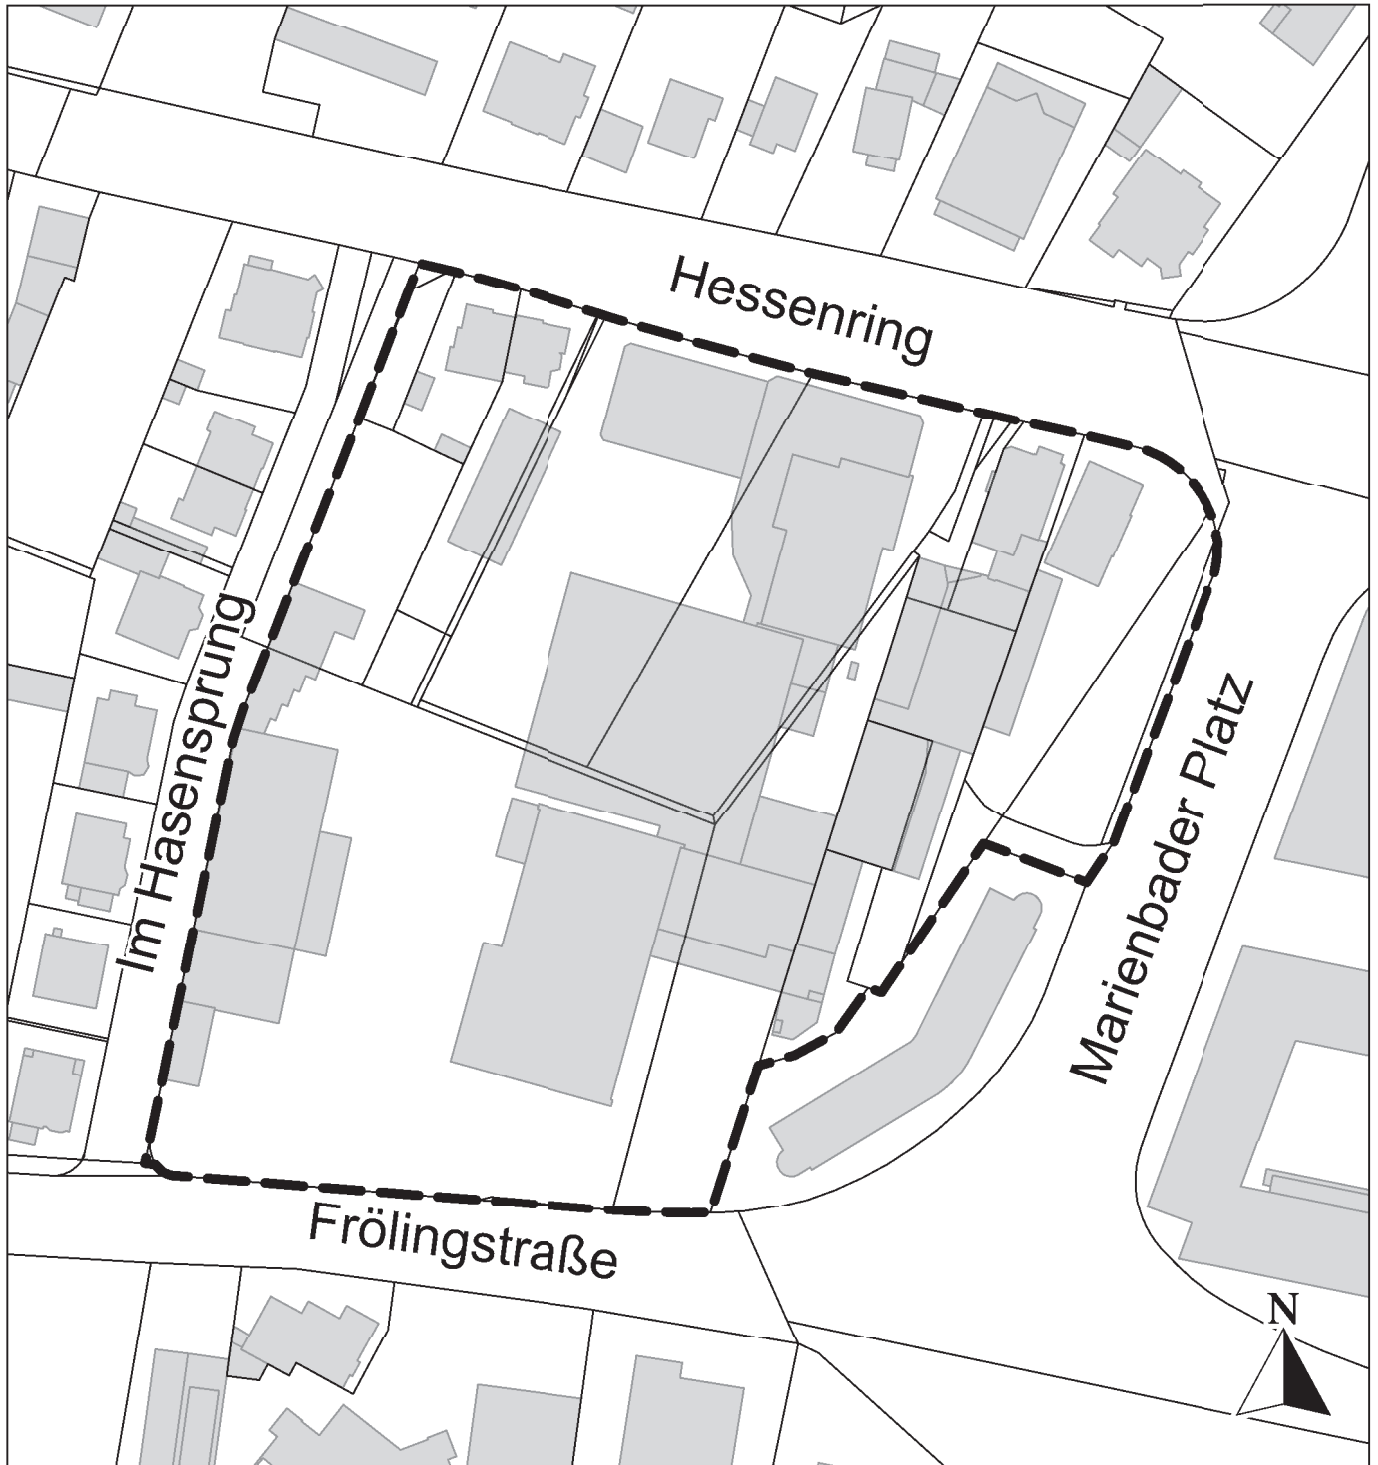 Hessenring
Im Hasensprung
Marienbader Platz
Frölingstraße
N